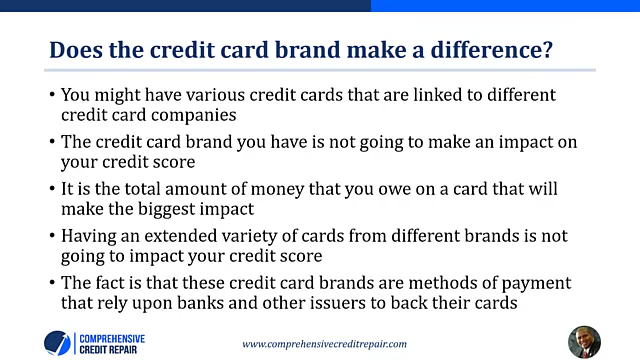 Does the credit card brand make a difference?
• You might have various credit cards that are linked to different
credit card companies
• The credit card brand you have is not going to make an impact on
your credit score
• It is the total amount of money that you owe on a card that will
make the biggest impact
• Having an extended variety of cards from different brands is not
going to impact your credit score
• The fact is that these credit card brands are methods of payment
that rely upon banks and other issuers to back their cards
COMPREHENSIVE
CREDIT REPAIR
www.comprehensivecreditrepair.com